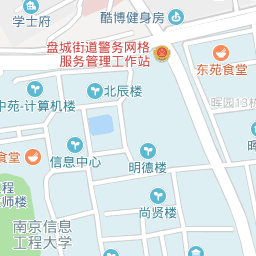 学士府
酷博健身房
盘城街道警务网格
服务管理工作站
东苑食堂
北辰楼
中苑-计算机楼
晖园13栋
食堂
信息中心
明德楼
程
师楼
尚贤楼
南京信息
工程大学